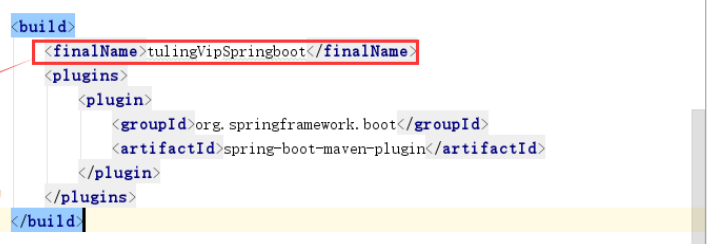 <build>
<finalName>tulingVipSpringboot</finalName>
<plugins>
<plugin>
<groupId>org.springframework.boot</groupId>
<artifactId>spring-boot-maven-plugin</artifactId>
</plugin>
</plugins>
</build>